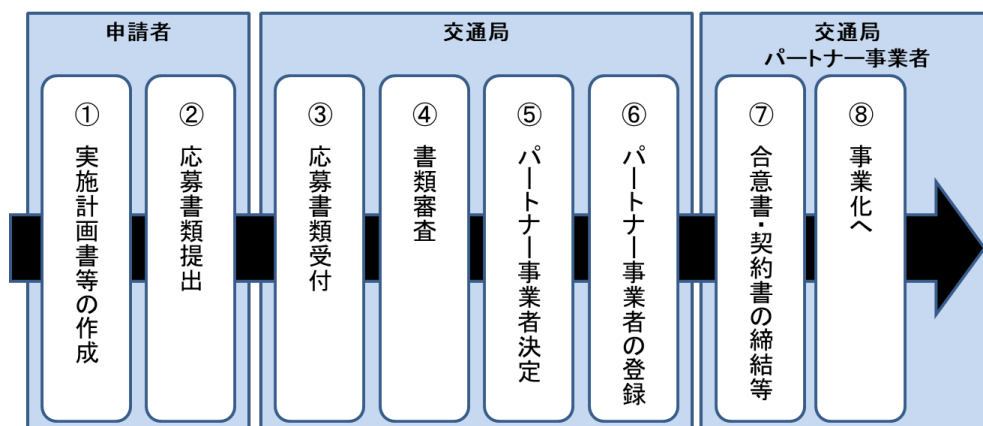 申請者
① 実施計画書等の作成
② 応募書類提出
交通局
③ 応募書類受付
④ 書類審査
⑤ パートナー事業者決定
⑥ パートナー事業者の登録
交通局
パートナー事業者
⑦ 合意書・契約書の締結等
⑧ 事業化へ